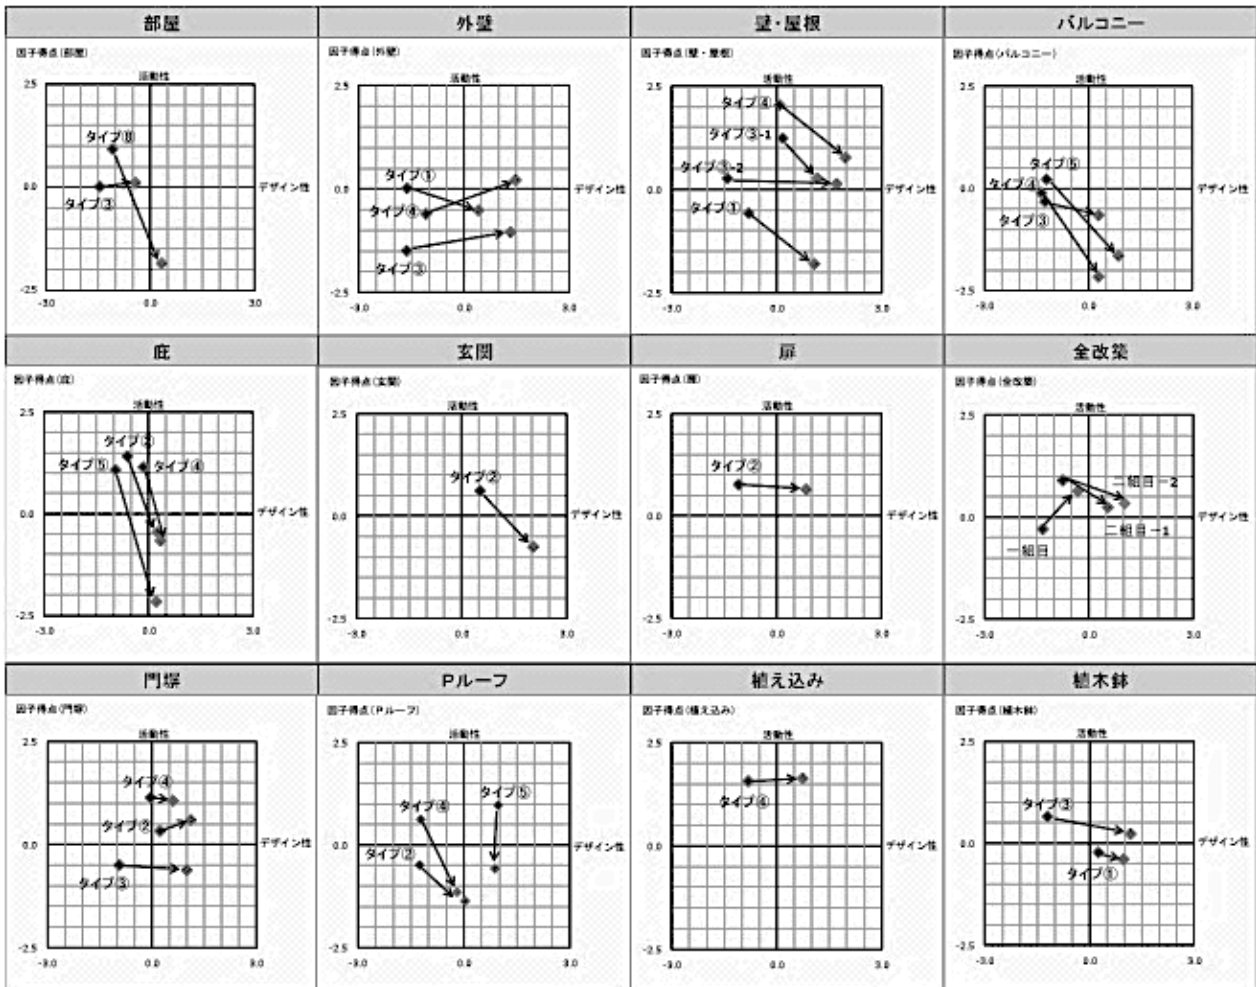 部屋
外壁
壁・屋根
バルコニー
因子得点(部屋)
活動性
2.5
タイプ⑧
0.0
タイプ③
デザイン性
-2.5
-3.0
0.0
3.0
因子得点(外壁)
活動性
2.5
タイプ①
0.0
タイプ④
デザイン性
タイプ③
-2.5
-3.0
0.0
3.0
因子得点(壁・屋根)
活動性
2.5
タイプ④
タイプ③-1
タイプ③-2
0.0
デザイン性
タイプ①
-2.5
-3.0
0.0
3.0
因子得点(バルコニー)
活動性
2.5
タイプ⑤
タイプ④
0.0
デザイン性
タイプ③
-2.5
-3.0
0.0
3.0
庇
玄関
扉
全改築
因子得点(庇)
活動性
2.5
タイプ②
タイプ⑤
タイプ④
0.0
デザイン性
-2.5
-3.0
0.0
3.0
因子得点(玄関)
活動性
2.5
タイプ②
0.0
デザイン性
-2.5
-3.0
0.0
3.0
因子得点(扉)
活動性
2.5
タイプ②
0.0
デザイン性
-2.5
-3.0
0.0
3.0
因子得点(全改築)
活動性
2.5
二組目-2
0.0
デザイン性
二組目-1
一組目
-2.5
-3.0
0.0
3.0
門塀
Pルーフ
植え込み
植木鉢
因子得点(門塀)
活動性
2.5
タイプ④
タイプ②
0.0
デザイン性
タイプ③
-2.5
-3.0
0.0
3.0
因子得点(Pルーフ)
活動性
2.5
タイプ⑤
タイプ④
タイプ②
0.0
デザイン性
-2.5
-3.0
0.0
3.0
因子得点(植え込み)
活動性
2.5
タイプ④
0.0
デザイン性
-2.5
-3.0
0.0
3.0
因子得点(植木鉢)
活動性
2.5
タイプ③
0.0
デザイン性
タイプ①
-2.5
-3.0
0.0
3.0